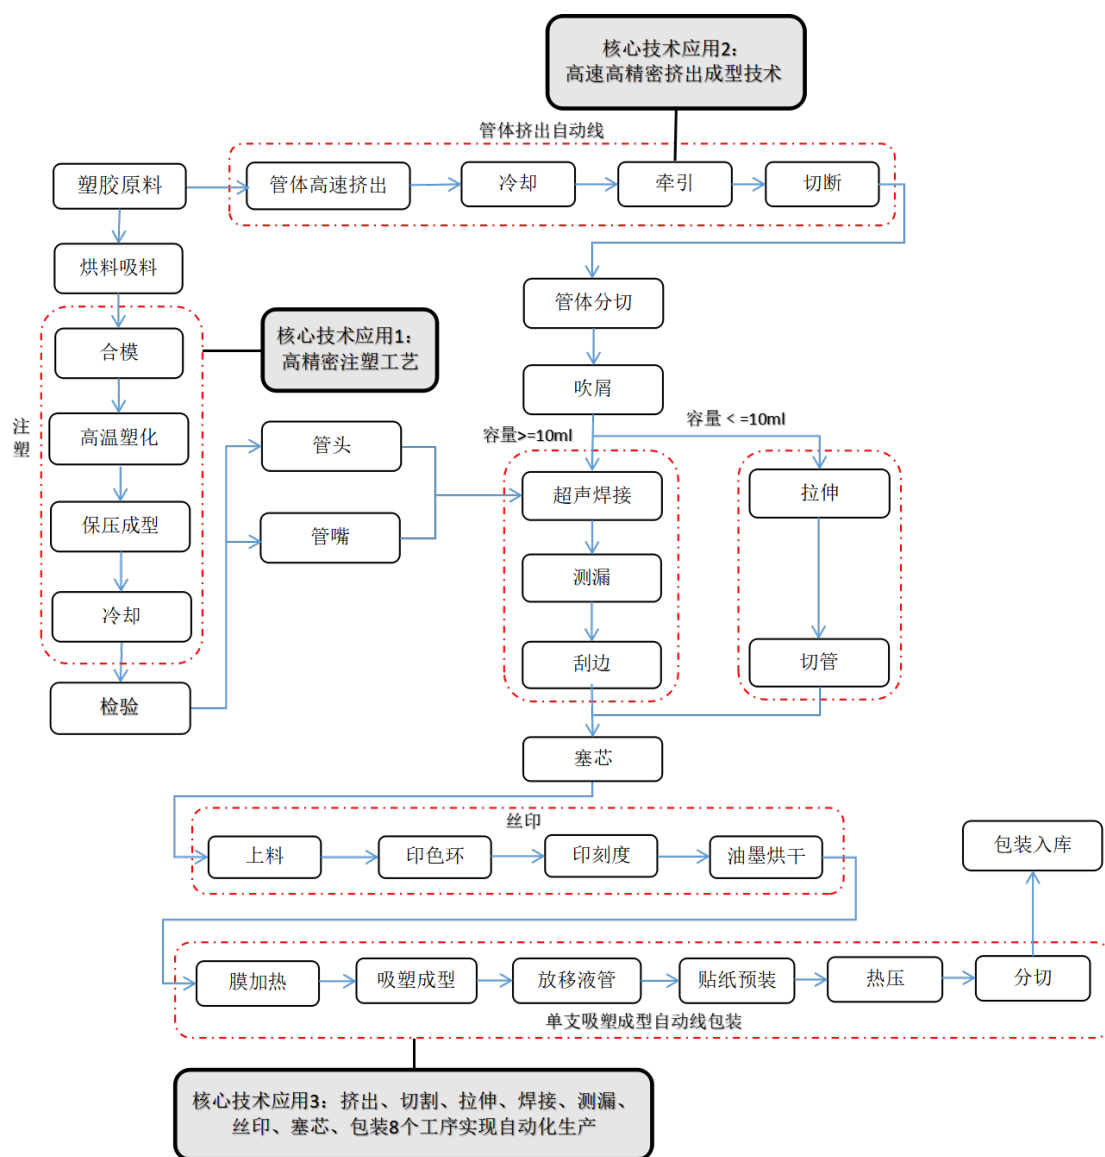 核心技术应用2：
高速高精密挤出成型技术
管体挤出自动线
塑胶原料
管体高速挤出
冷却
牵引
切断
烘料吸料
管体分切
核心技术应用1：
高精密注塑工艺
合模
吹屑
注
塑
高温塑化
管头
容量>=10ml
容量＜=10ml
超声焊接
拉伸
保压成型
管嘴
测漏
冷却
刮边
切管
检验
塞芯
丝印
上料
印色环
印刻度
油墨烘干
包装入库
膜加热
吸塑成型
放移液管
贴纸预装
热压
分切
单支吸塑成型自动线包装
核心技术应用3：挤出、切割、拉伸、焊接、测漏、
丝印、塞芯、包装8个工序实现自动化生产